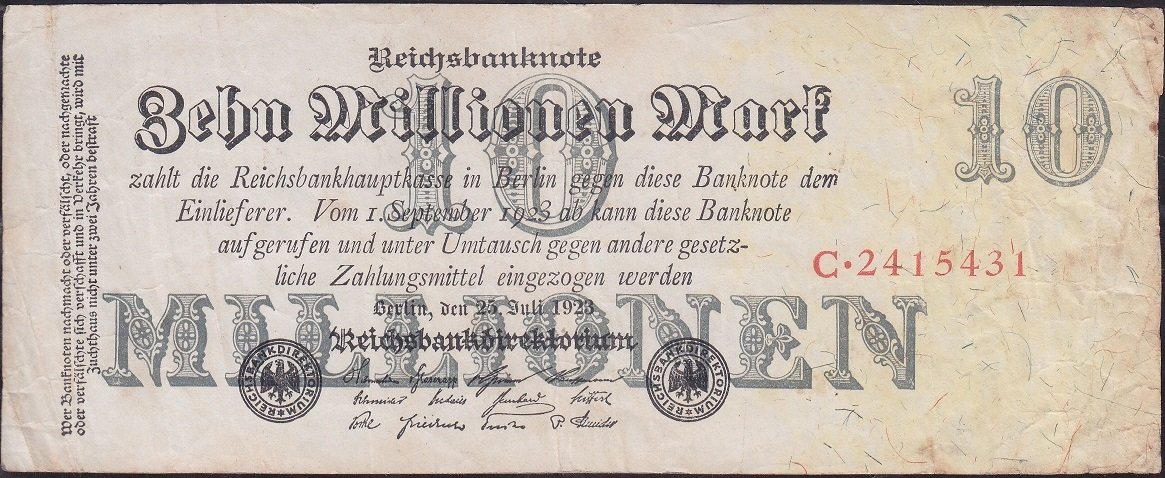 Reichsbanknote
10
Zehn Millionen Mark
10
zahlt die Reichsbankhauptkasse in Berlin gegen diese Banknote dem
Einlieferer. Vom 1. September 1923 ab kann diese Banknote
aufgerufen und unter Umtausch gegen andere gesetz-
liche Zahlungsmittel eingezogen werden
C·2415431
MILLIONEN
Berlin, den 25. Juli 1923
Reichsbankdirektorium
REICHSBANKDIREKTORIUM
REICHSBANKDIREKTORIUM
Wer Banknoten nachmacht oder verfälscht, oder nachgemachte
oder verfälschte sich verschafft und in Verkehr bringt, wird mit
Zuchthaus nicht unter zwei Jahren bestraft